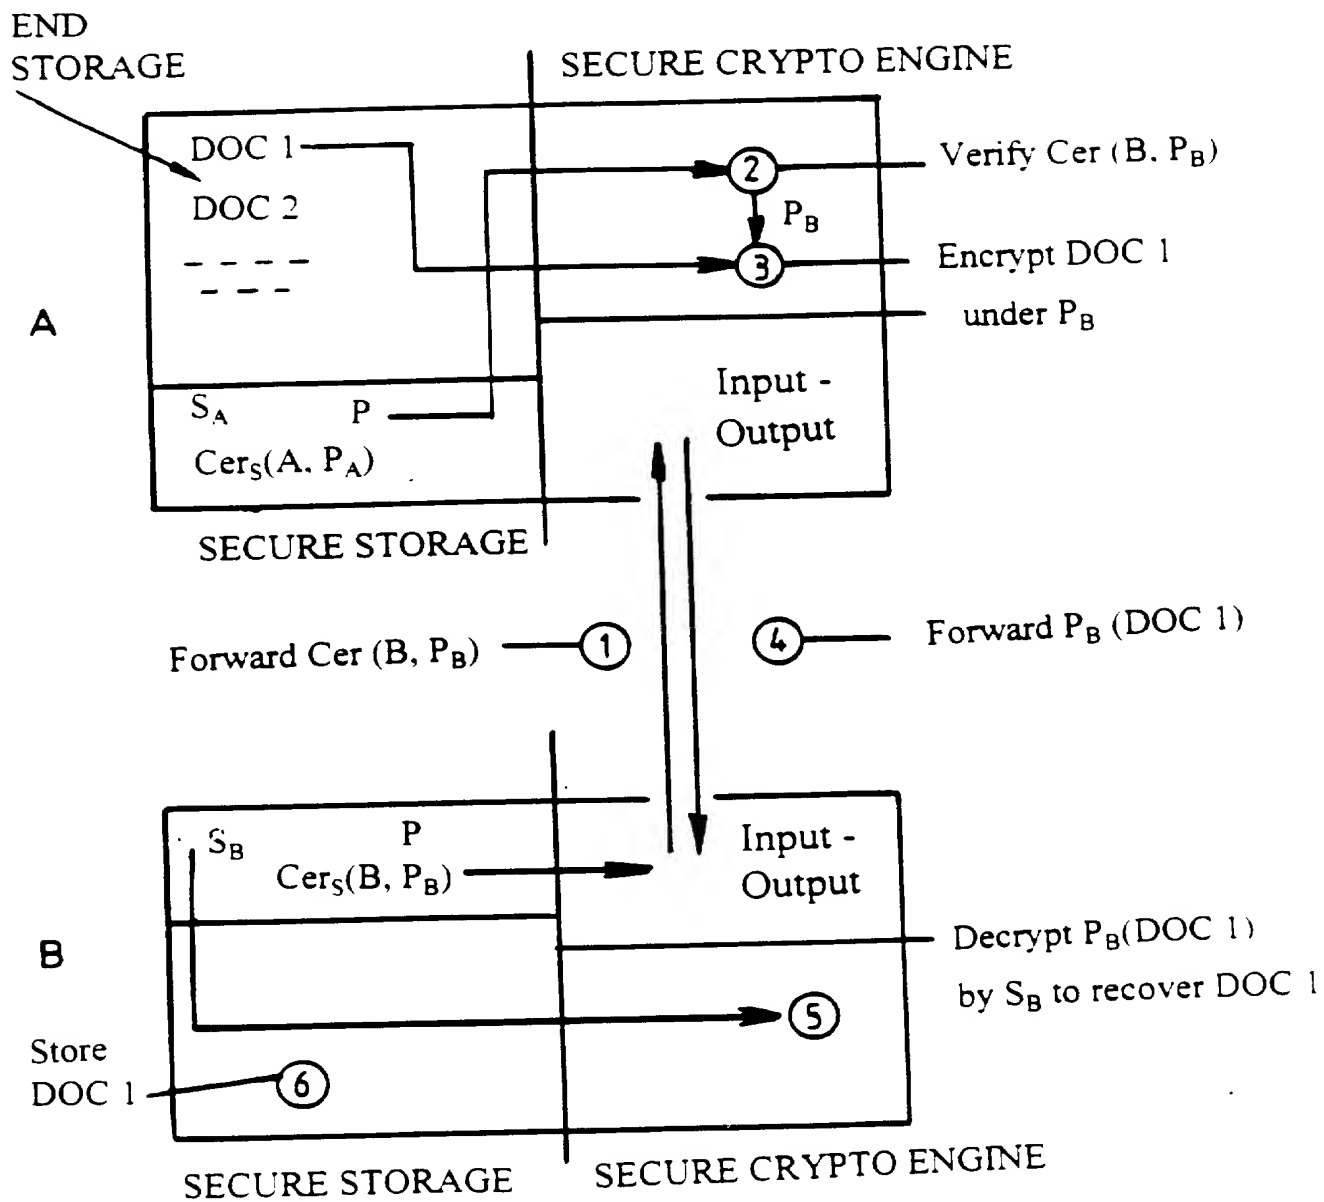 END
STORAGE
SECURE CRYPTO ENGINE
DOC 1
2
Verify Cer (B. P_B)
DOC 2
P_B
3
Encrypt DOC 1
under P_B
A
S_A P
Cer_S(A. P_A)
Input -
Output
SECURE STORAGE
Forward Cer (B, P_B)
1
4
Forward P_B (DOC 1)
S_B P
Cer_S(B, P_B)
Input -
Output
B
Decrypt P_B(DOC 1)
by S_B to recover DOC 1
5
Store
DOC 1
6
SECURE STORAGE
SECURE CRYPTO ENGINE